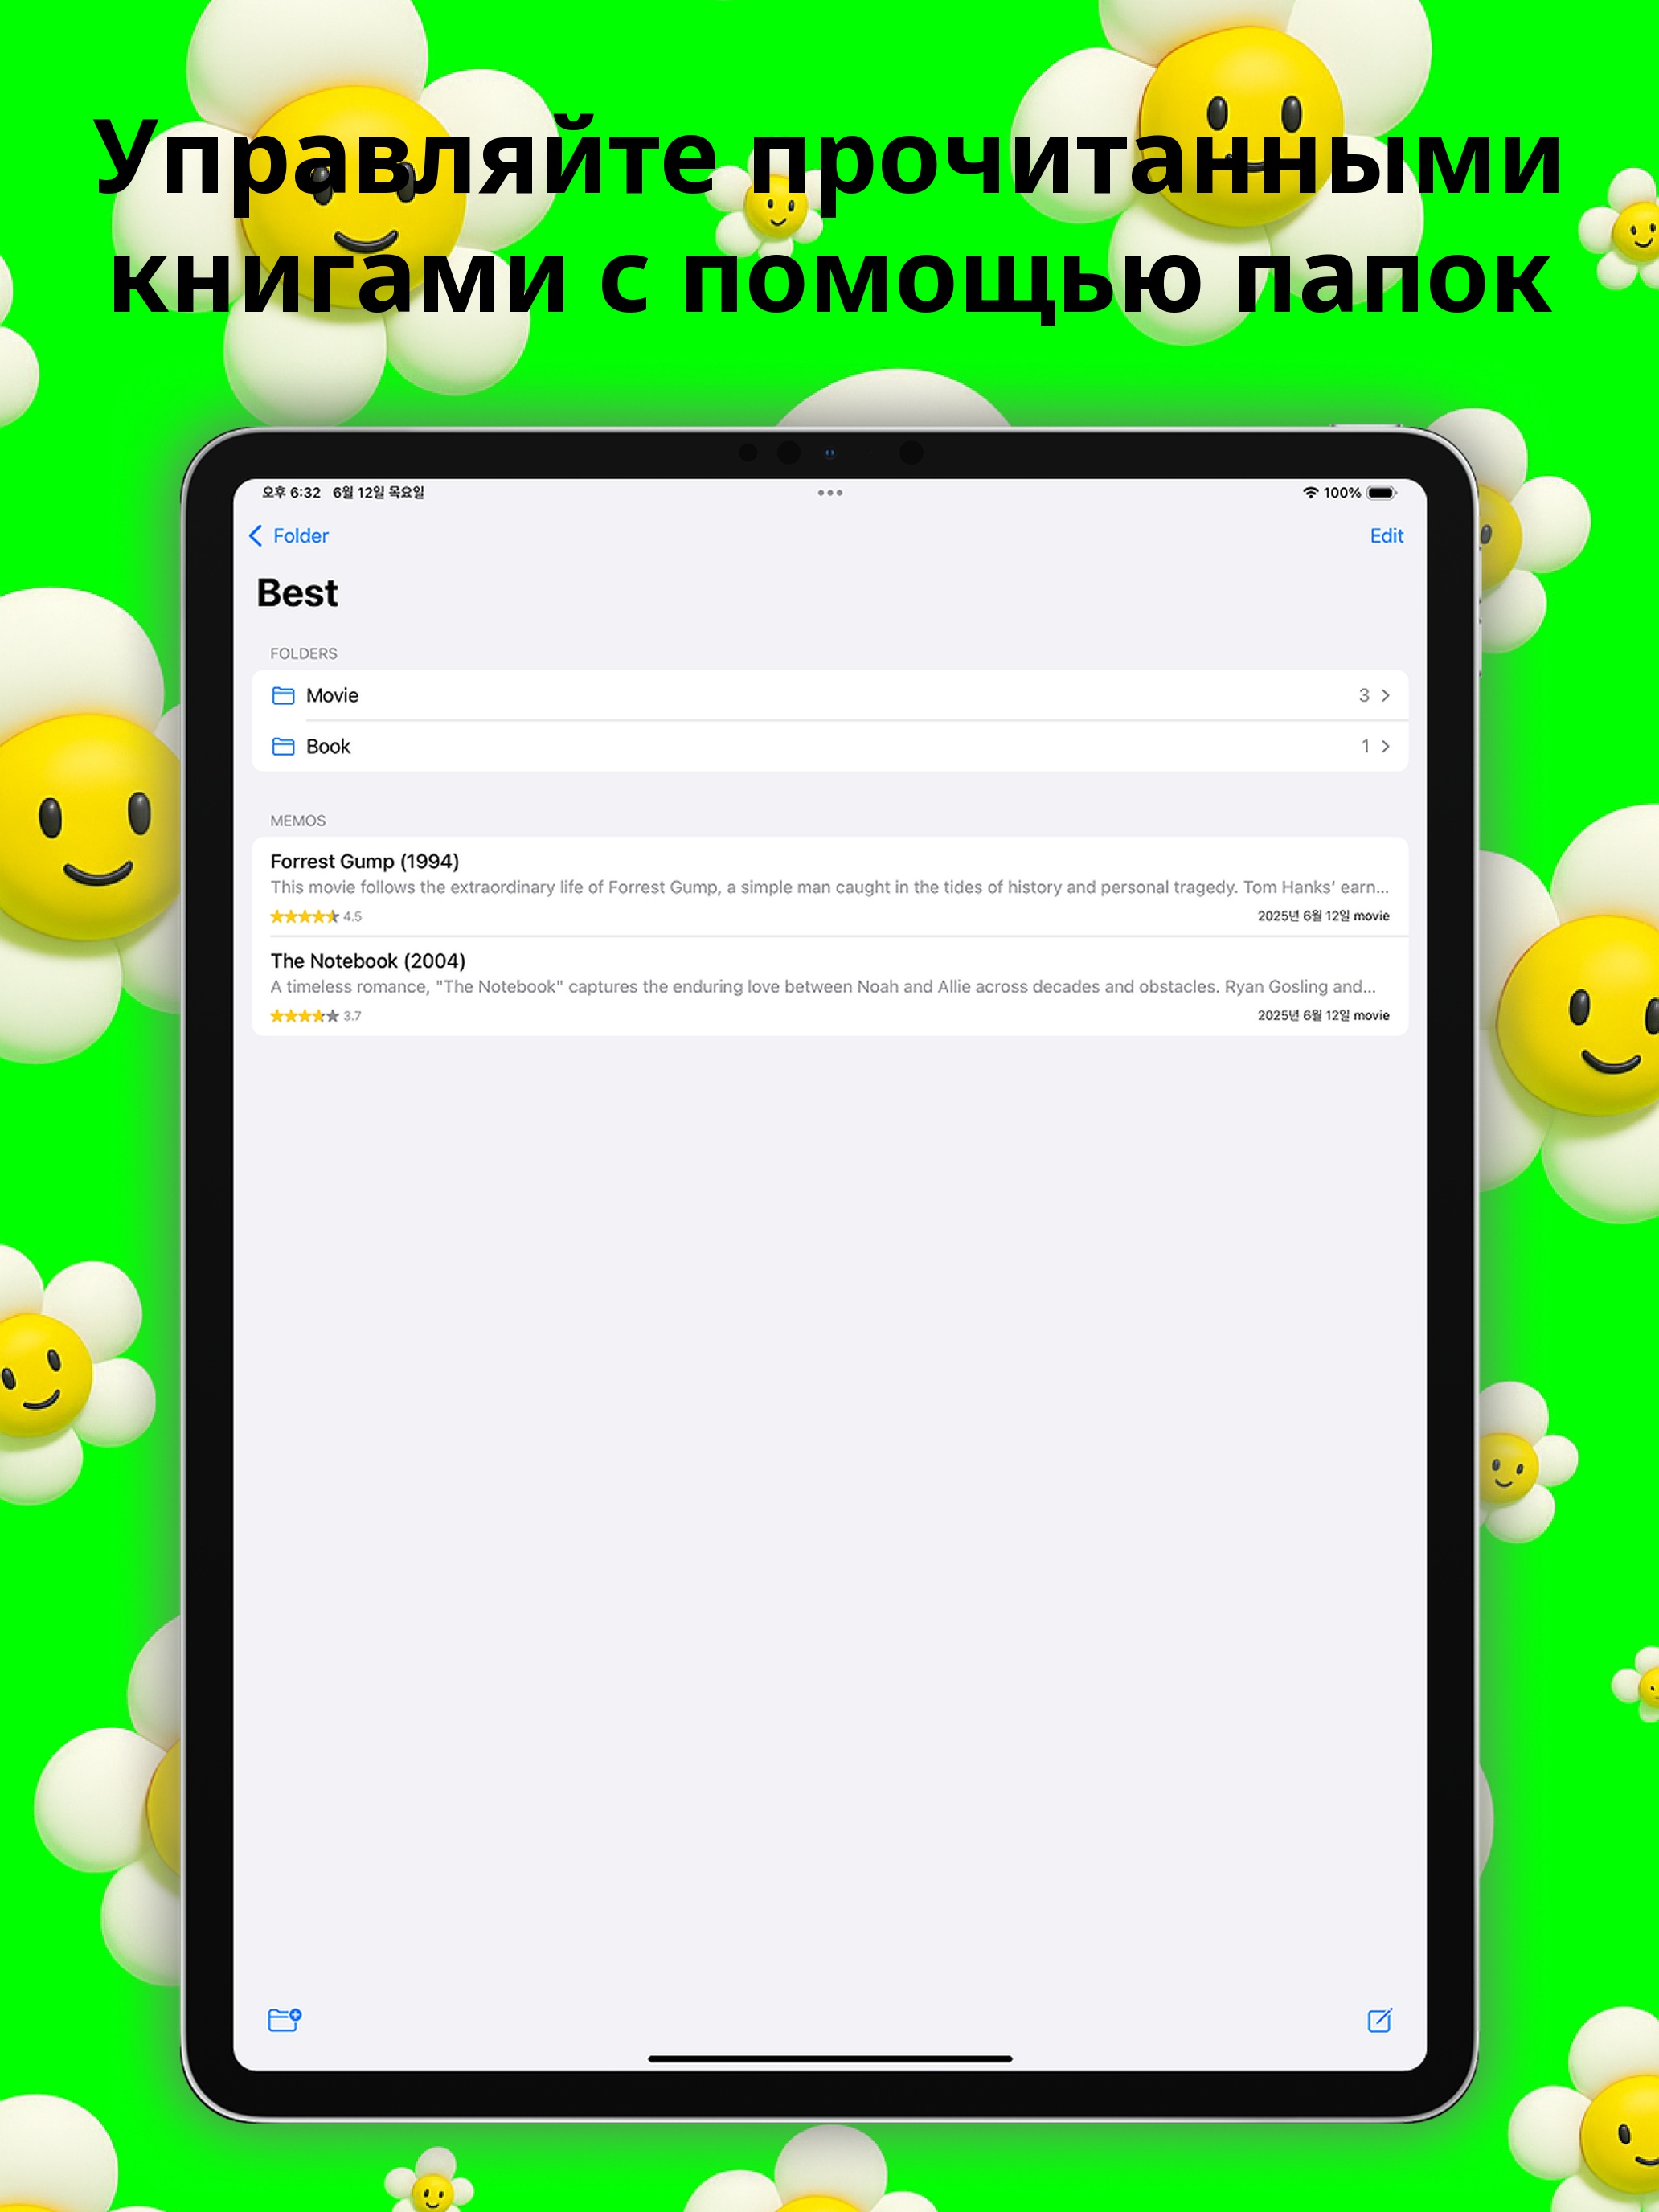 Управляйте прочитанными
книгами с помощью папок
오후 6:32 6월 12일 목요일
100%
Folder
Edit
Best
FOLDERS
Movie 3
Book 1
MEMOS
Forrest Gump (1994)
This movie follows the extraordinary life of Forrest Gump, a simple man caught in the tides of history and personal tragedy. Tom Hanks' earn...
4.5 2025년 6월 12일 movie
The Notebook (2004)
A timeless romance, "The Notebook" captures the enduring love between Noah and Allie across decades and obstacles. Ryan Gosling and...
3.7 2025년 6월 12일 movie